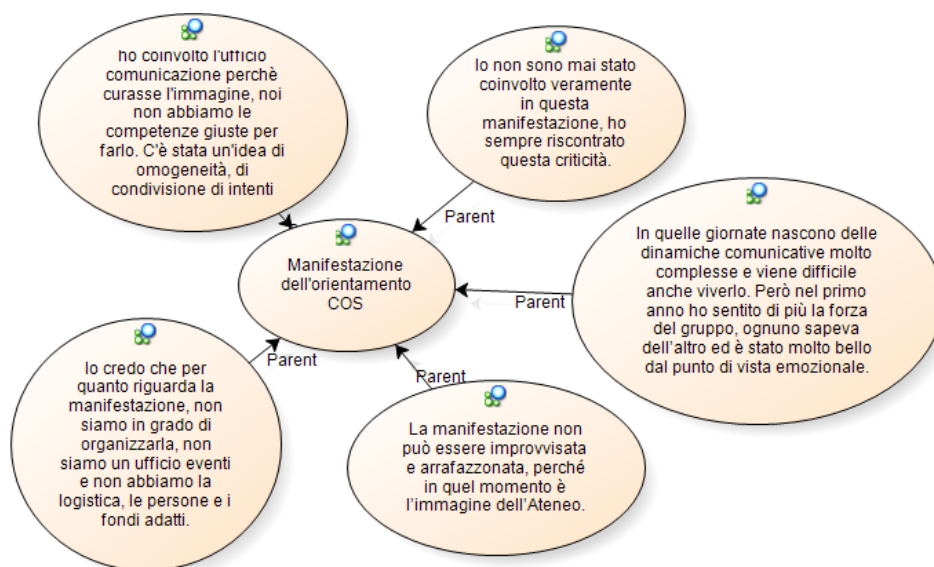 ho coinvolto l'ufficio
comunicazione perchè
curasse l'immagine, noi
non abbiamo le
competenze giuste per
farlo. C'è stata un'idea di
omogeneità, di
condivisione di intenti
Io non sono mai stato
coinvolto veramente
in questa
manifestazione, ho
sempre riscontrato
questa criticità.
Parent
In quelle giornate nascono delle
dinamiche comunicative molto
complesse e viene difficile
anche viverlo. Però nel primo
anno ho sentito di più la forza
del gruppo, ognuno sapeva
dell'altro ed è stato molto bello
dal punto di vista emozionale.
Parent
Manifestazione
dell'orientamento
COS
Parent
Io credo che per
quanto riguarda la
manifestazione, non
siamo in grado di
organizzarla, non
siamo un ufficio eventi
e non abbiamo la
logistica, le persone e i
fondi adatti.
Parent
La manifestazione non
può essere improvvisata
e arrafazzonata, perché
in quel momento è
l'immagine dell'Ateneo.